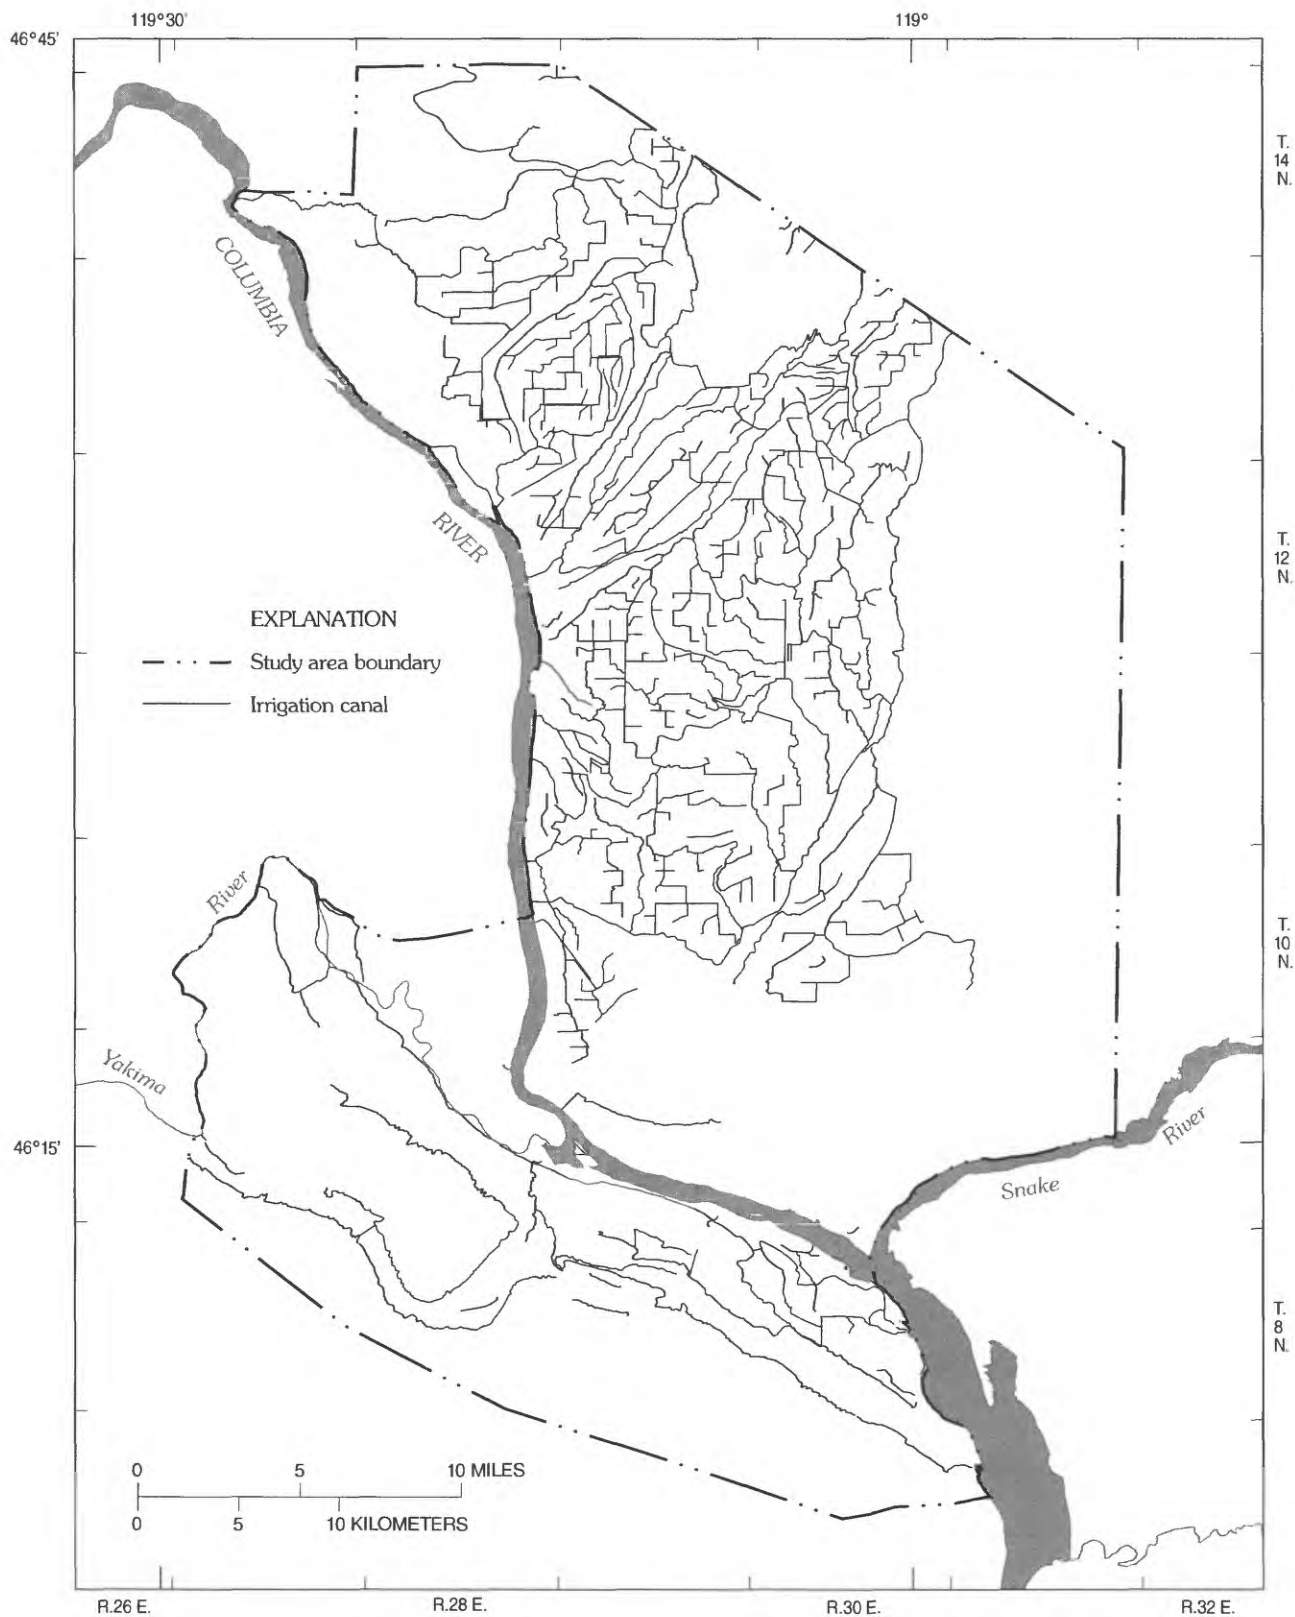 119°30'
119°
46°45'
T.
14
N.
COLUMBIA
RIVER
T.
12
N.
EXPLANATION
Study area boundary
Irrigation canal
River
T.
10
N.
Yakima
46°15'
River
Snake
T.
8
N.
0 5 10 MILES
0 5 10 KILOMETERS
R.26 E. R.28 E. R.30 E. R.32 E.